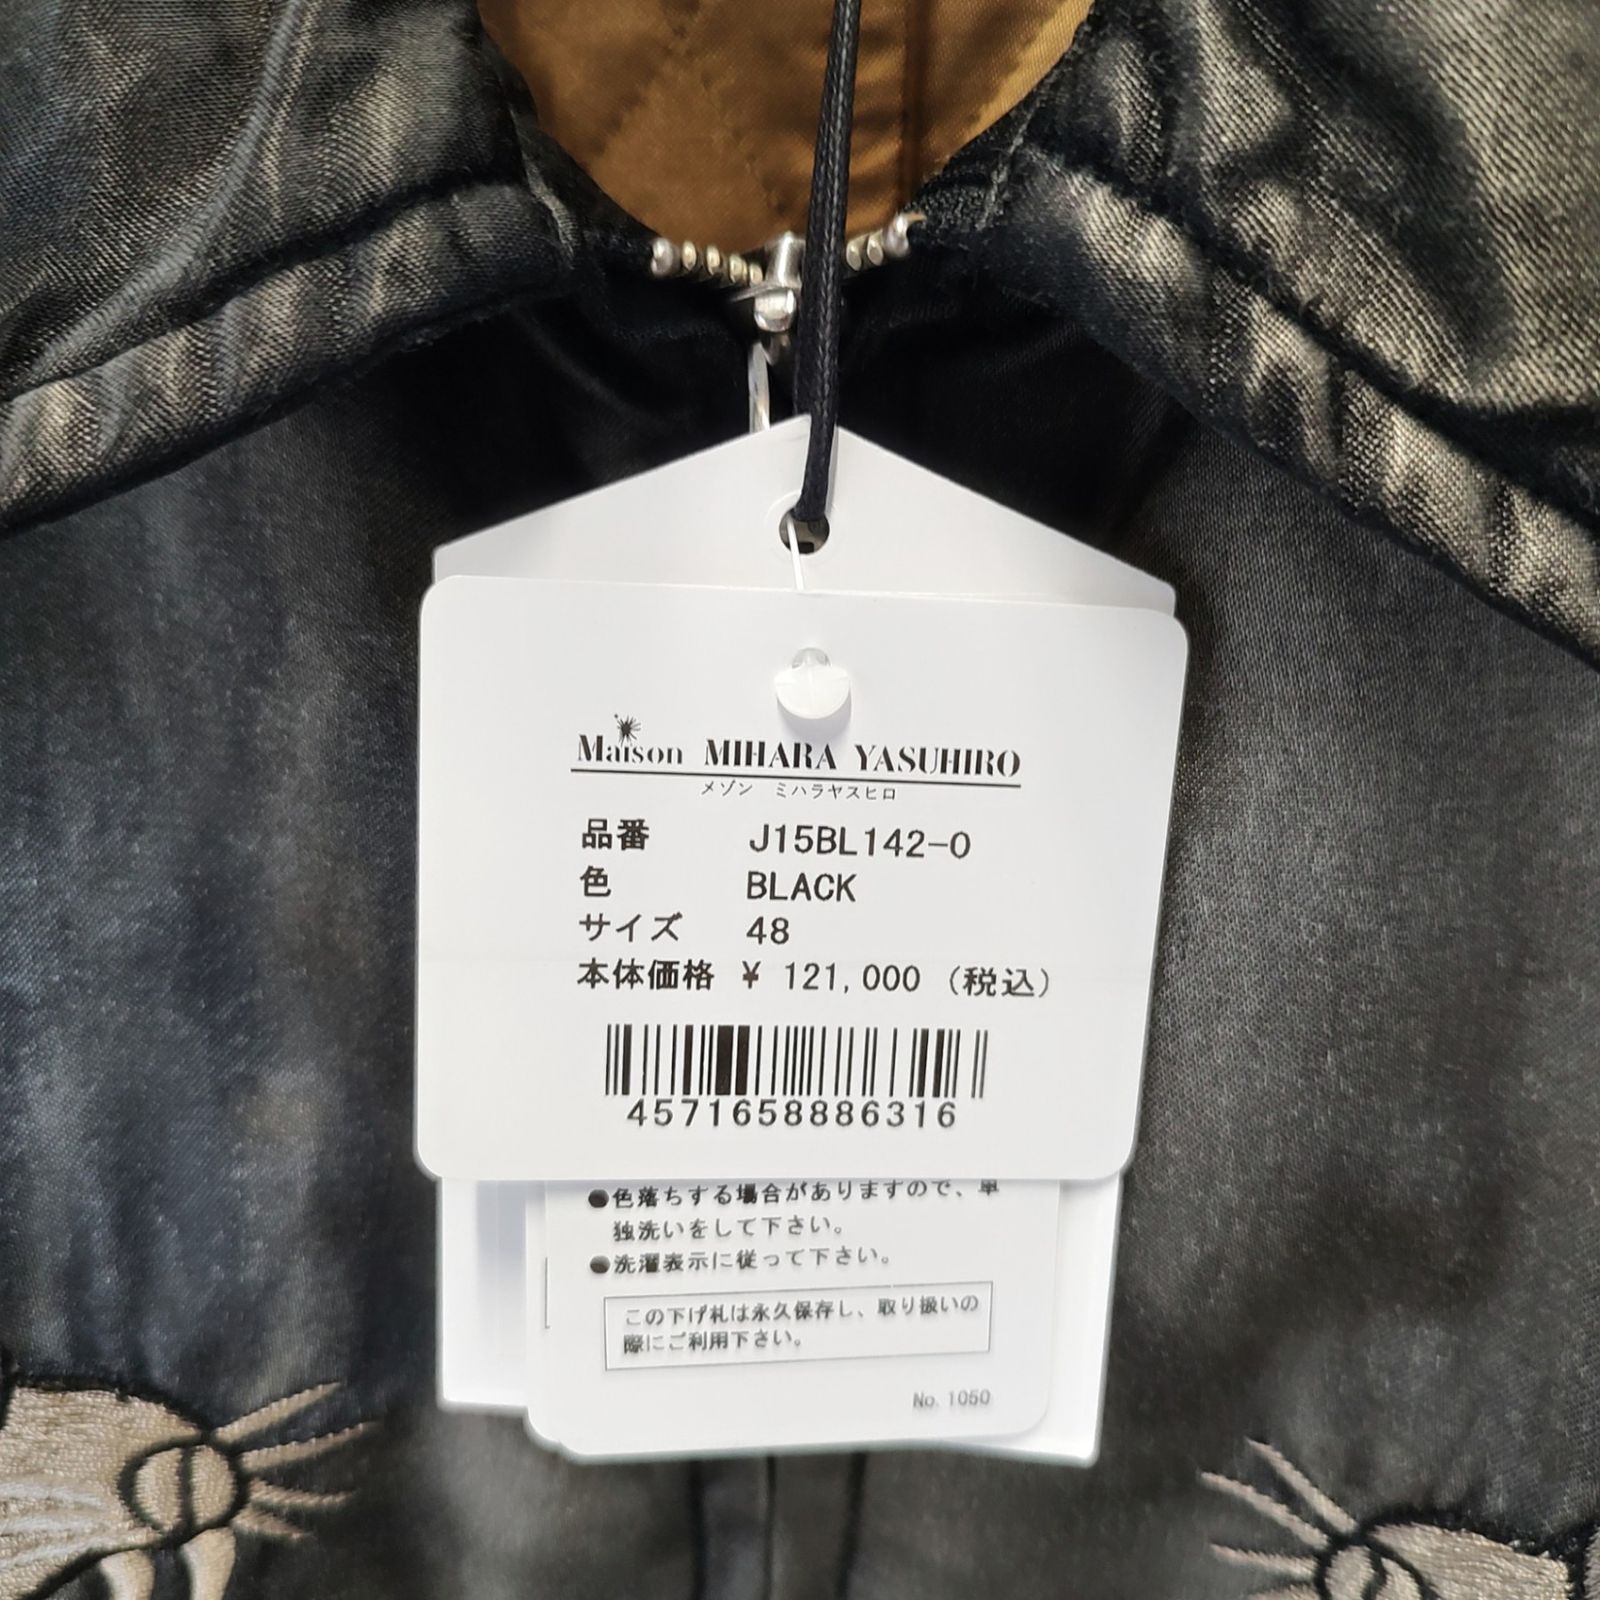 Maison MIHARA YASUHIRO
メゾン ミハラヤスヒロ
品番 J15BL142-0
色 BLACK
サイズ 48
本体価格 ¥ 121,000 (税込)
4571658886316
●色落ちする場合がありますので、単
独洗いをして下さい。
●洗濯表示に従って下さい。
この下げ札は永久保存し、取り扱いの
際にご利用下さい。
No. 1050